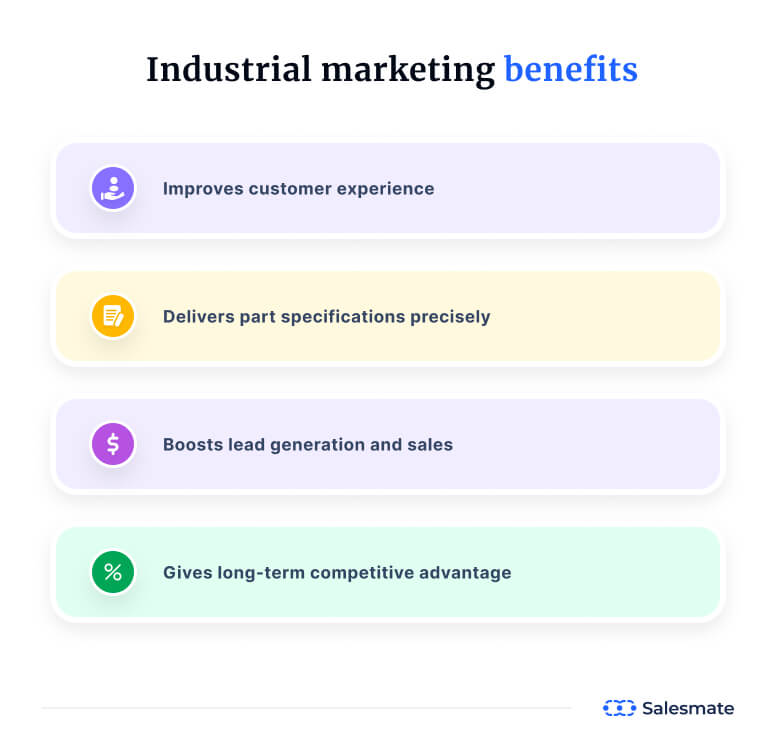 Industrial marketing benefits
Improves customer experience
Delivers part specifications precisely
$
Boosts lead generation and sales
%
Gives long-term competitive advantage
Salesmate